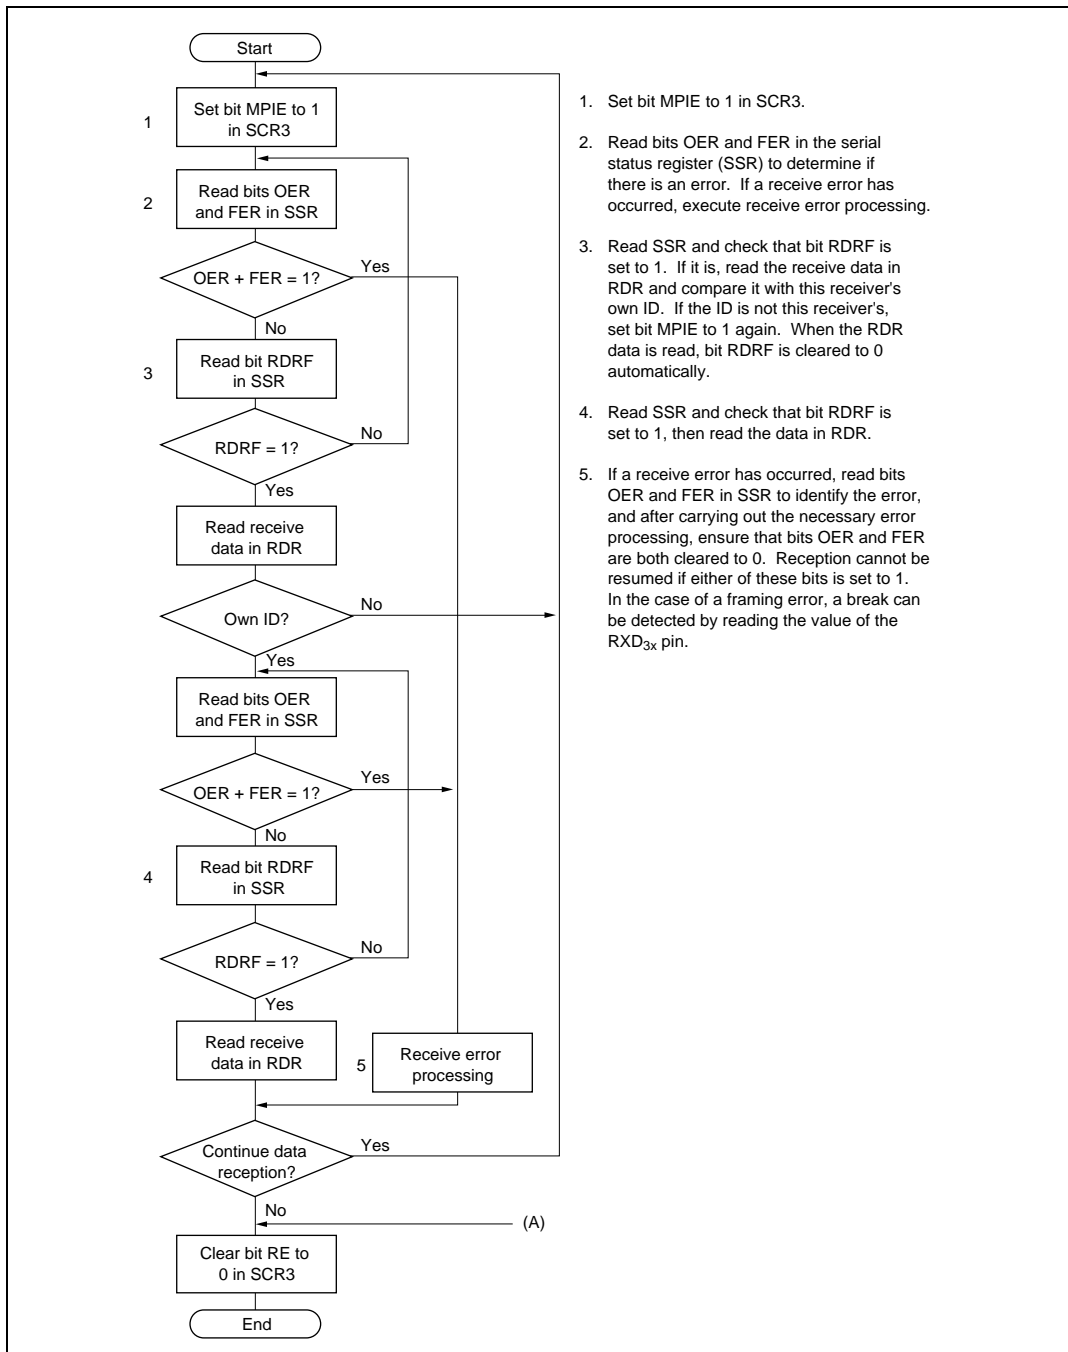 Start
1
Set bit MPIE to 1
in SCR3
2
Read bits OER
and FER in SSR
OER + FER = 1?
Yes
No
3
Read bit RDRF
in SSR
RDRF = 1?
No
Yes
Read receive
data in RDR
Own ID?
No
Yes
Read bits OER
and FER in SSR
OER + FER = 1?
Yes
No
4
Read bit RDRF
in SSR
RDRF = 1?
No
Yes
Read receive
data in RDR
5
Receive error
processing
Continue data
reception?
Yes
No
(A)
Clear bit RE to
0 in SCR3
End
1. Set bit MPIE to 1 in SCR3.
2. Read bits OER and FER in the serial
status register (SSR) to determine if
there is an error. If a receive error has
occurred, execute receive error processing.
3. Read SSR and check that bit RDRF is
set to 1. If it is, read the receive data in
RDR and compare it with this receiver's
own ID. If the ID is not this receiver's,
set bit MPIE to 1 again. When the RDR
data is read, bit RDRF is cleared to 0
automatically.
4. Read SSR and check that bit RDRF is
set to 1, then read the data in RDR.
5. If a receive error has occurred, read bits
OER and FER in SSR to identify the error,
and after carrying out the necessary error
processing, ensure that bits OER and FER
are both cleared to 0. Reception cannot be
resumed if either of these bits is set to 1.
In the case of a framing error, a break can
be detected by reading the value of the
RXD3x pin.